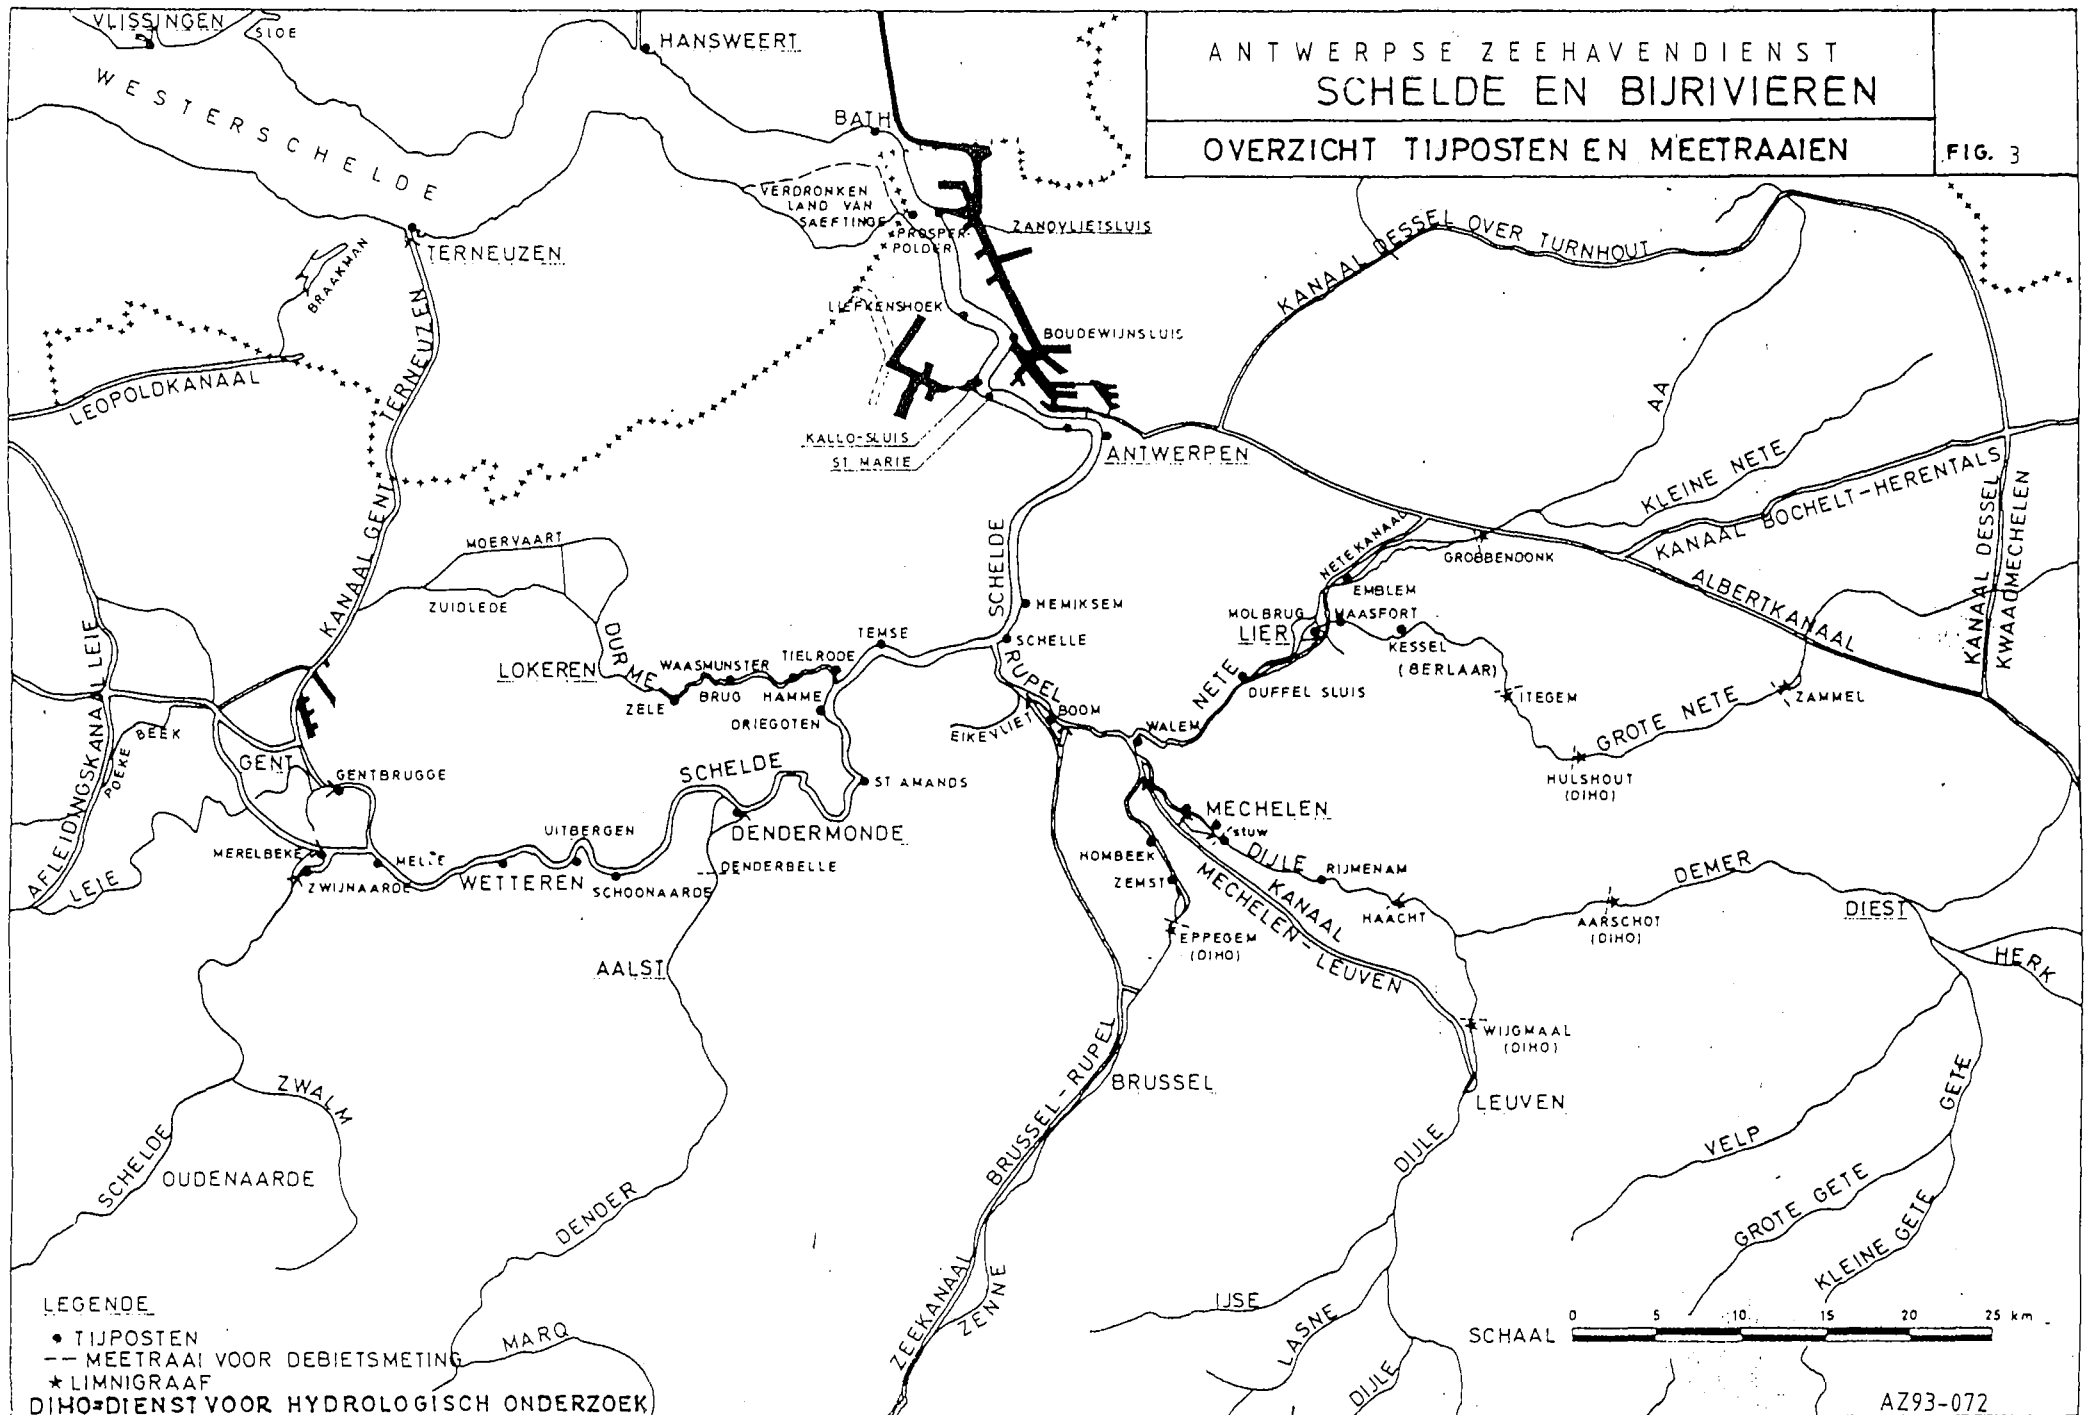 ANTWERPSE ZEEHAVENDIENST
SCHELDE EN BIJRIVIEREN
OVERZICHT TIJPOSTEN EN MEETRAAIEN
FIG. 3
VLISSINGEN
SLOE
HANSWEERT
WESTERSCHELDE
BATH
VERDRONKEN
LAND VAN
SAEFTINGE
PROSPER-
POLDER
ZANDVLIETSLUIS
TERNEUZEN
BRAAKMAN
KANAAL DESSEL OVER TURNHOUT
LIEFKENSHOEK
BOUDEWIJNSLUIS
LEOPOLDKANAAL
KANAAL GENT TERNEUZEN
AA
KALLO-SLUIS
ST MARIE
ANTWERPEN
KLEINE NETE
KANAAL BOCHELT-HERENTALS
KANAAL DESSEL
KWAADMECHELEN
MOERVAART
ZUIDLEDE
SCHELDE
NETEKANAAL
GROBBENDONK
ALBERTKANAAL
EMBLEM
HEMIKSEM
MOLBRUG
MAASFORT
LIER
KESSEL
(BERLAAR)
SCHELLE
TEMSE
TIELRODE
DURME
LOKEREN
WAASMUNSTER
BRUG
HAMME
ZELE
DRIEGOTEN
RUPEL
NETE
DUFFEL SLUIS
ITEGEM
GROTE NETE
ZAMMEL
BOOM
EIKEVLIET
WALEM
HULSHOUT
(DIHO)
AFLEIDINGSKANAAL LEIE
POEKE
BEEK
GENT
GENTBRUGGE
SCHELDE
ST AMANDS
DENDERMONDE
MECHELEN
STUW
UITBERGEN
MERELBEKE
MELLE
ZWIJNAARDE
WETTEREN
SCHOONAARDE
DENDERBELLE
LEIE
HOMBEEK
ZEMST
DIJLE
RIJMENAM
KANAAL
MECHELEN-LEUVEN
HAACHT
DEMER
AARSCHOT
(DIHO)
DIEST
EPPEGEM
(DIHO)
HERK
AALST
WIJGMAAL
(DIHO)
LEUVEN
BRUSSEL
ZWALM
SCHELDE
OUDENAARDE
DENDER
ZEEKANAAL BRUSSEL-RUPEL
ZENNE
DIJLE
VELP
GETE
GROTE GETE
KLEINE GETE
IJSE
LASNE
DIJLE
MARQ
LEGENDE
• TIJPOSTEN
-- MEETRAAI VOOR DEBIETSMETING
★ LIMNIGRAAF
DIHO=DIENST VOOR HYDROLOGISCH ONDERZOEK
SCHAAL
0 5 10 15 20 25 km
AZ93-072